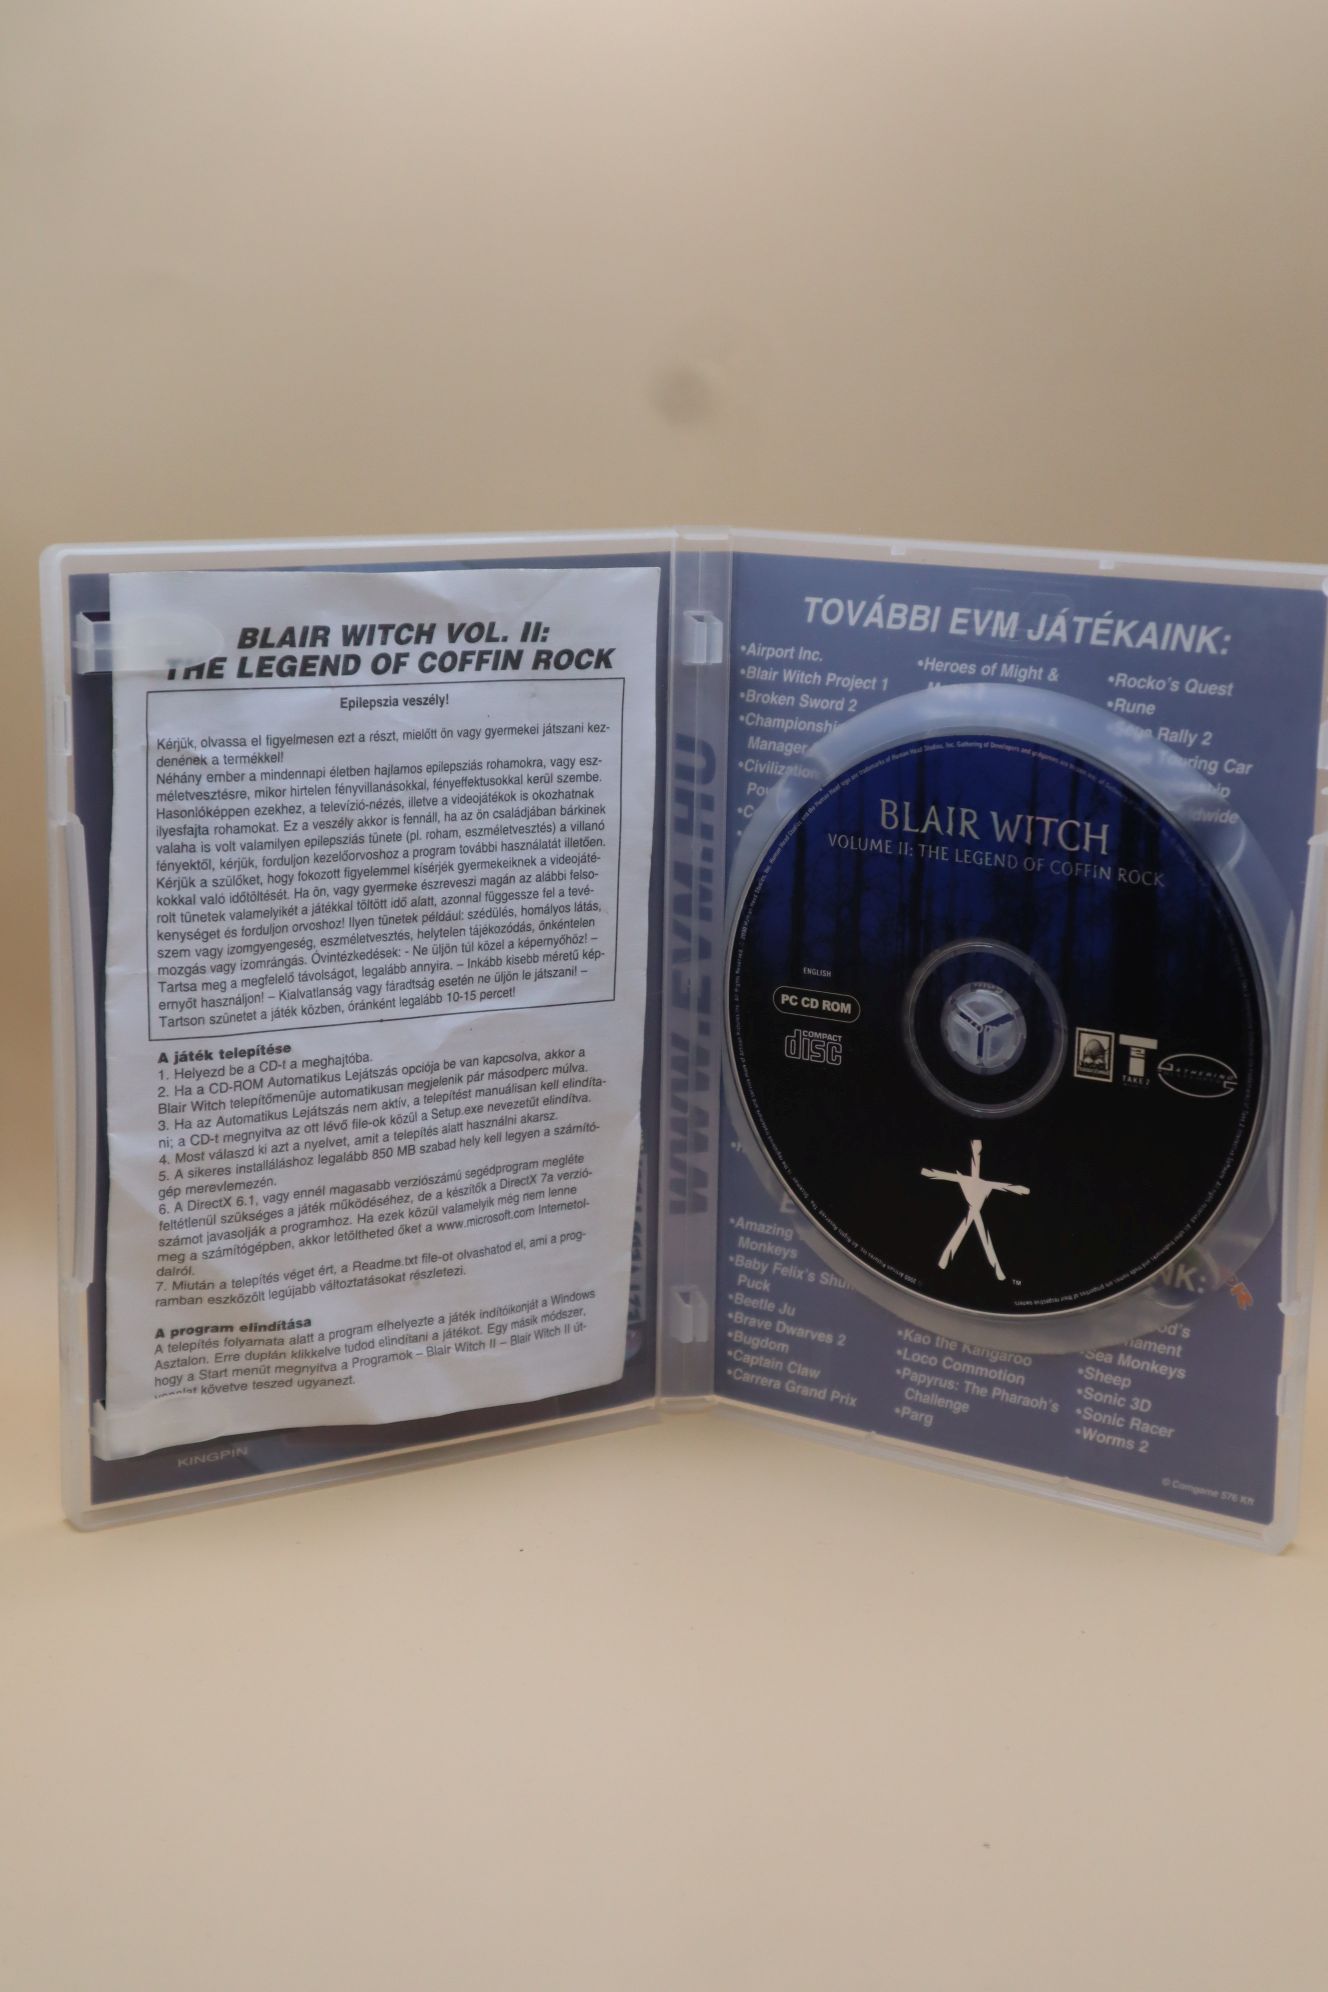 BLAIR WITCH VOL. II:
THE LEGEND OF COFFIN ROCK
Epilepszia veszély!
Kérjük, olvassa el figyelmesen ezt a részt, mielőtt ön vagy gyermekei játszani kez-
denének a termékkel!
Néhány ember a mindennapi életben hajlamos epilepsziás rohamokra, vagy esz-
méletvesztésre, mikor hirtelen fényvillanásokkal, fényeffektusokkal kerül szembe.
Hasonlóképpen ezekhez, a televízió-nézés, illetve a videojátékok is okozhatnak
ilyesfajta rohamokat. Ez a veszély akkor is fennáll, ha az ön családjában bárkinek
valaha is volt valamilyen epilepsziás tünete (pl. roham, eszméletvesztés) a villanó
fényektől, kérjük, forduljon kezelőorvoshoz a program további használatát illetően.
Kérjük a szülőket, hogy fokozott figyelemmel kísérjék gyermekeiknek a videojáté-
kokkal való időtöltését. Ha ön, vagy gyermeke észreveszi magán az alábbi felso-
rolt tünetek valamelyikét a játékkal töltött idő alatt, azonnal függessze fel a tevé-
kenységet és forduljon orvoshoz! Ilyen tünetek például: szédülés, homályos látás,
szem vagy izomgyengeség, eszméletvesztés, helytelen tájékozódás, önkéntelen
mozgás vagy izomrángás. Óvintézkedések: - Ne üljön túl közel a képernyőhöz! –
Tartsa meg a megfelelő távolságot, legalább annyira. – Inkább kisebb méretű kép-
ernyőt használjon! – Kialvatlanság vagy fáradtság esetén ne üljön le játszani! –
Tartson szünetet a játék közben, óránként legalább 10-15 percet!
A játék telepítése
1. Helyezd be a CD-t a meghajtóba.
2. Ha a CD-ROM Automatikus Lejátszás opciója be van kapcsolva, akkor a
Blair Witch telepítőmenüje automatikusan megjelenik pár másodperc múlva.
3. Ha az Automatikus Lejátszás nem aktív, a telepítést manuálisan kell elindíta-
ni; a CD-t megnyitva az ott lévő file-ok közül a Setup.exe nevezetűt elindítva.
4. Most válaszd ki azt a nyelvet, amit a telepítés alatt használni akarsz.
5. A sikeres installáláshoz legalább 850 MB szabad hely kell legyen a számító-
gép merevlemezén.
6. A DirectX 6.1, vagy ennél magasabb verziószámú segédprogram megléte
feltétlenül szükséges a játék működéséhez, de a készítők a DirectX 7a verzió-
számot javasolják a programhoz. Ha ezek közül valamelyik még nem lenne
meg a számítógépben, akkor letöltheted őket a www.microsoft.com Internetol-
dalról.
7. Miután a telepítés véget ért, a Readme.txt file-ot olvashatod el, ami a prog-
ramban eszközölt legújabb változtatásokat részletezi.
A program elindítása
A telepítés folyamata alatt a program elhelyezte a játék indítóikonját a Windows
Asztalon. Erre duplán klikkelve tudod elindítani a játékot. Egy másik módszer,
hogy a Start menüt megnyitva a Programok – Blair Witch II – Blair Witch II út-
követve teszed ugyanezt.
KINGPIN
WWW.EVM.HU
TOVÁBBI EVM JÁTÉKAINK:
•Airport Inc.
•Blair Witch Project 1
•Broken Sword 2
•Championship
Manager
•Civilization
•Heroes of Might &
•Rocko's Quest
•Rune
Sega Rally 2
Touring Car
BLAIR WITCH
VOLUME II: THE LEGEND OF COFFIN ROCK
ENGLISH
PC CD ROM
COMPACT
disc
TAKE 2
GATHERING
™
•Amazing
Monkeys
•Baby Felix's
Puck
•Beetle Ju
•Brave Dwarves 2
•Bugdom
•Captain Claw
•Carrera Grand Prix
•Kao the Kangaroo
•Loco Commotion
•Papyrus: The Pharaoh's
Challenge
•Parg
NK:
•Sea Monkeys
•Sheep
•Sonic 3D
•Sonic Racer
•Worms 2
© Comgame 576 Kft